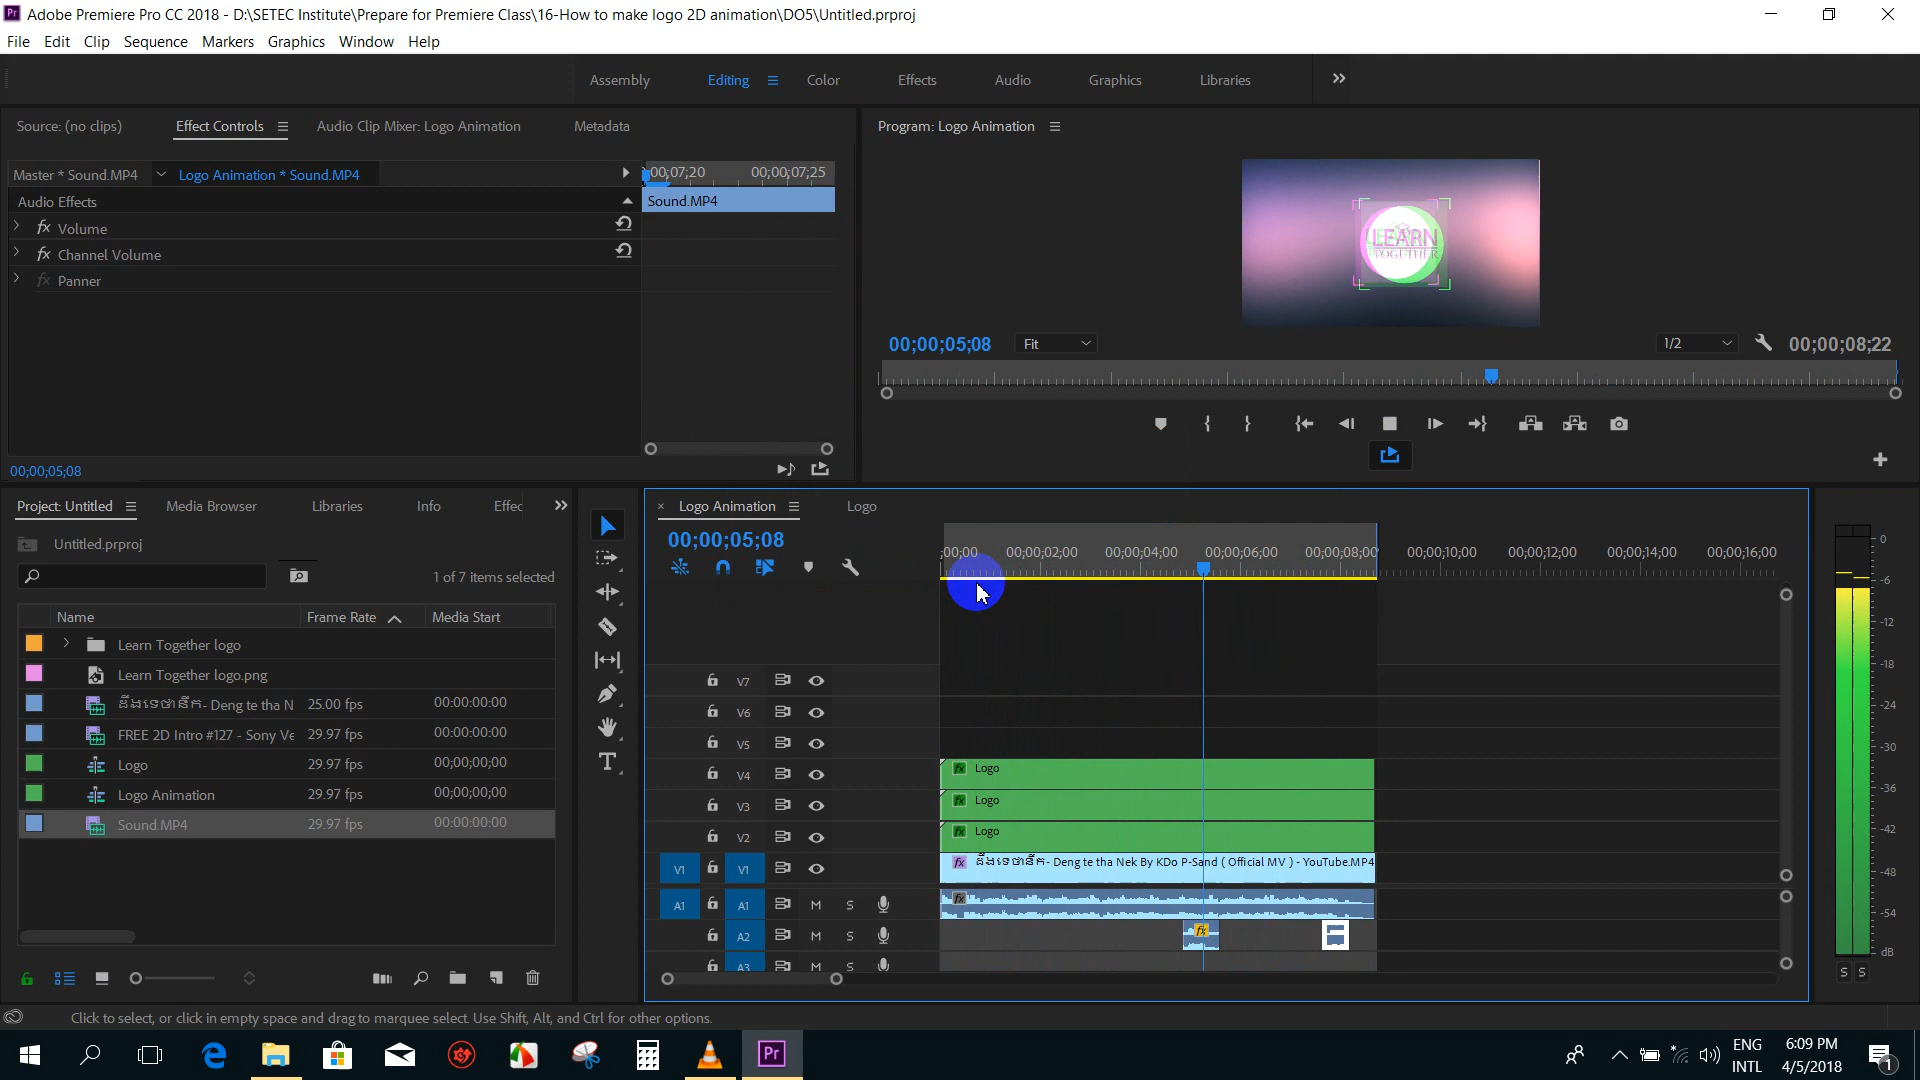 Adobe Premiere Pro CC 2018 - D:\SETEC Institute\Prepare for Premiere Class\16-How to make logo 2D animation\DO5\Untitled.prproj
File Edit Clip Sequence Markers Graphics Window Help
Assembly Editing Color Effects Audio Graphics Libraries
Source: (no clips) Effect Controls Audio Clip Mixer: Logo Animation Metadata
Program: Logo Animation
Master * Sound.MP4 Logo Animation * Sound.MP4
00;07;20 00;00;07;25
Audio Effects
Sound.MP4
fx Volume
fx Channel Volume
fx Panner
LEARN
TOGETHER
00;00;05;08 Fit 1/2 00;00;08;22
00;00;05;08
Project: Untitled Media Browser Libraries Info Effec
Untitled.prproj
1 of 7 items selected
Name Frame Rate Media Start
Learn Together logo
Learn Together logo.png
ដឹងទេថានឹក- Deng te tha N 25.00 fps 00:00:00:00
FREE 2D Intro #127 - Sony Ve 29.97 fps 00:00:00:00
Logo 29.97 fps 00;00;00;00
Logo Animation 29.97 fps 00;00;00;00
Sound.MP4 29.97 fps 00:00:00:00
Logo Animation Logo
00;00;05;08
;00;00 00;00;02;00 00;00;04;00 00;00;06;00 00;00;08;00 00;00;10;00 00;00;12;00 00;00;14;00 00;00;16;00
V7
V6
V5
V4 fx Logo
V3 fx Logo
V2 fx Logo
V1 V1 fx ដឹងទេថានឹក- Deng te tha Nek By KDo P-Sand ( Official MV ) - YouTube.MP4
A1 A1 M S fx
A2 M S fx
A3 M S
0
-6
-12
-18
-24
-30
-36
-42
-48
-54
dB
S S
Click to select, or click in empty space and drag to marquee select. Use Shift, Alt, and Ctrl for other options.
Pr
ENG
INTL
6:09 PM
4/5/2018
1